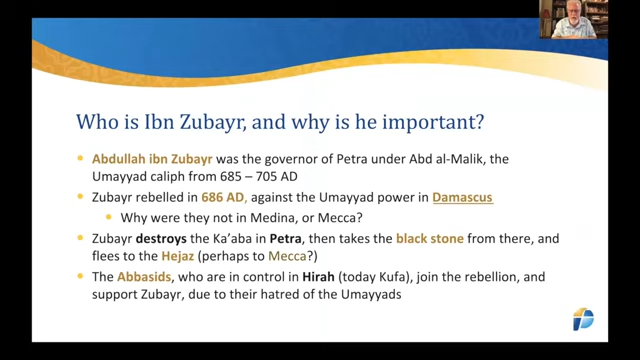 Who is Ibn Zubayr, and why is he important?
Abdullah ibn Zubayr was the governor of Petra under Abd al-Malik, the
Umayyad caliph from 685 – 705 AD
Zubayr rebelled in 686 AD, against the Umayyad power in Damascus
Why were they not in Medina, or Mecca?
Zubayr destroys the Ka'aba in Petra, then takes the black stone from there, and
flees to the Hejaz (perhaps to Mecca?)
The Abbasids, who are in control in Hirah (today Kufa), join the rebellion, and
support Zubayr, due to their hatred of the Umayyads